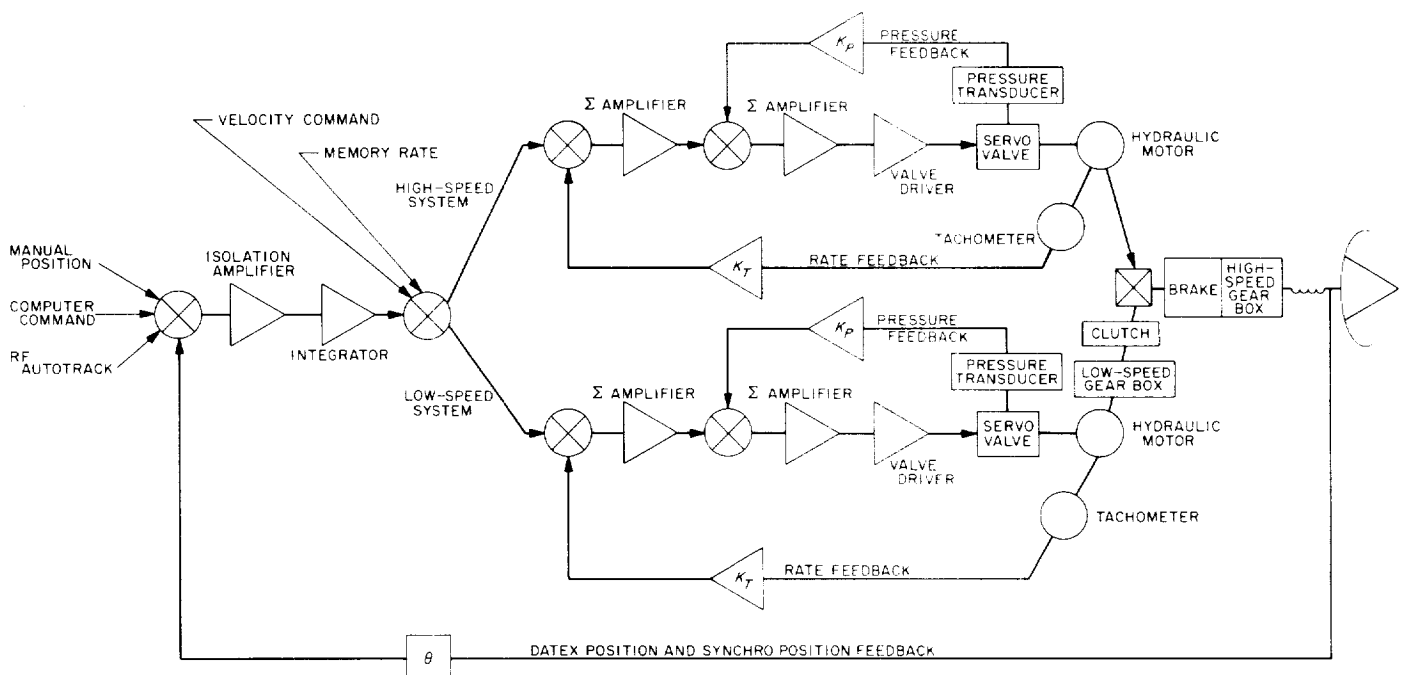 K_P
PRESSURE
FEEDBACK
PRESSURE
TRANSDUCER
Σ AMPLIFIER
Σ AMPLIFIER
VELOCITY COMMAND
MEMORY RATE
HIGH-SPEED
SYSTEM
SERVO
VALVE
HYDRAULIC
MOTOR
VALVE
DRIVER
TACHOMETER
K_T
RATE FEEDBACK
MANUAL
POSITION
ISOLATION
AMPLIFIER
COMPUTER
COMMAND
RF
AUTOTRACK
INTEGRATOR
BRAKE
HIGH-
SPEED
GEAR
BOX
CLUTCH
LOW-SPEED
GEAR BOX
K_P
PRESSURE
FEEDBACK
PRESSURE
TRANSDUCER
LOW-SPEED
SYSTEM
Σ AMPLIFIER
Σ AMPLIFIER
SERVO
VALVE
HYDRAULIC
MOTOR
VALVE
DRIVER
TACHOMETER
K_T
RATE FEEDBACK
θ
DATEX POSITION AND SYNCHRO POSITION FEEDBACK